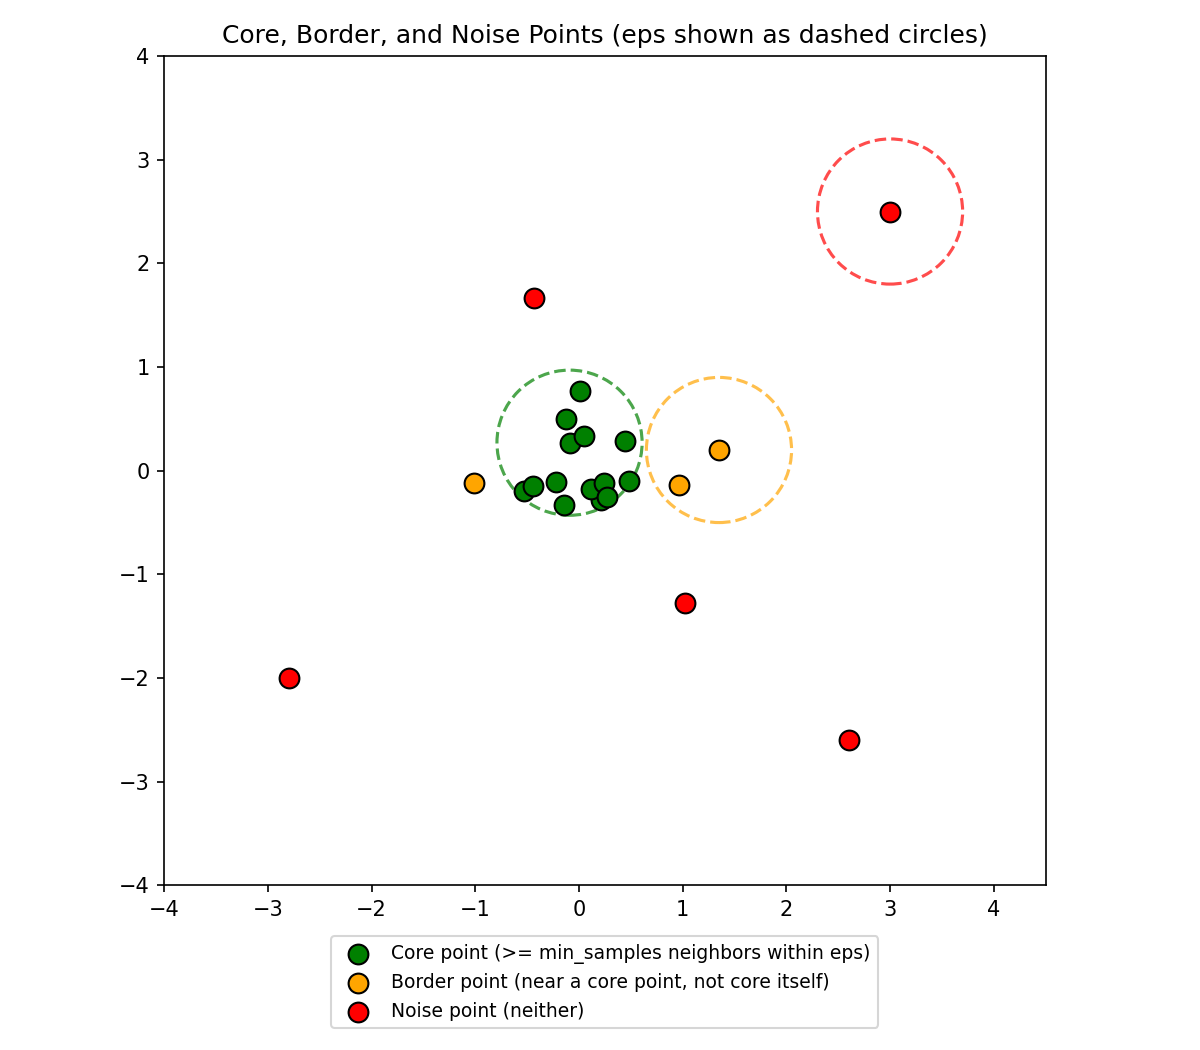 Core, Border, and Noise Points (eps shown as dashed circles)
4
3
2
1
0
−1
−2
−3
−4
−4 −3 −2 −1 0 1 2 3 4
Core point (>= min_samples neighbors within eps)
Border point (near a core point, not core itself)
Noise point (neither)